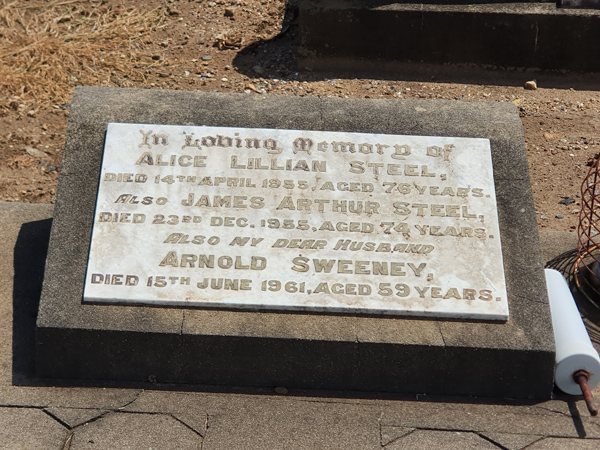 In Loving Memory of
ALICE LILLIAN STEEL,
DIED 14TH APRIL 1955, AGED 76 YEARS.
ALSO JAMES ARTHUR STEEL,
DIED 23RD DEC. 1955, AGED 74 YEARS.
ALSO MY DEAR HUSBAND
ARNOLD SWEENEY,
DIED 15TH JUNE 1961, AGED 59 YEARS.